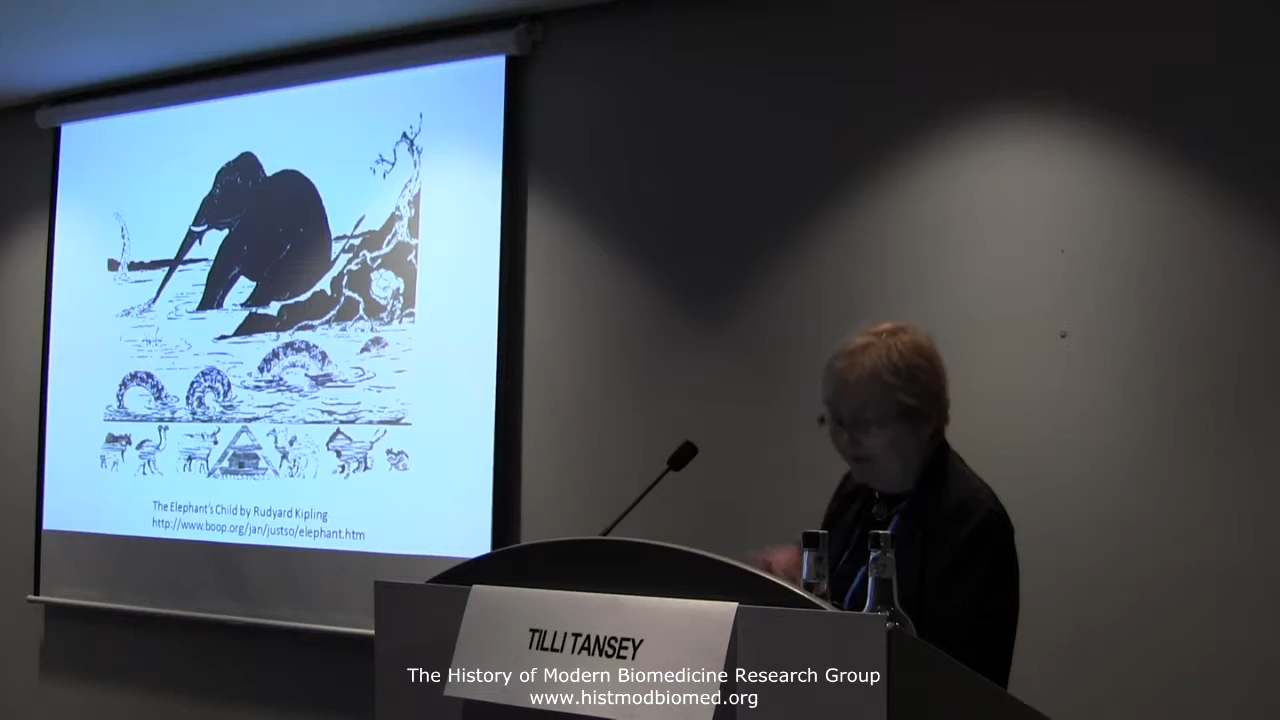 The Elephant's Child by Rudyard Kipling
http://www.boop.org/jan/justso/elephant.htm
TILLI TANSEY
The History of Modern Biomedicine Research Group
www.histmodbiomed.org